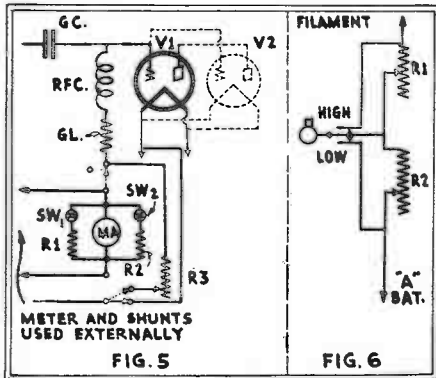 GC.
V1
V2
RFC.
GL.
SW1
SW2
MA
R1
R2
R3
METER AND SHUNTS
USED EXTERNALLY
FIG. 5
FILAMENT
R1
HIGH
LOW
R2
"A"
BAT.
FIG. 6